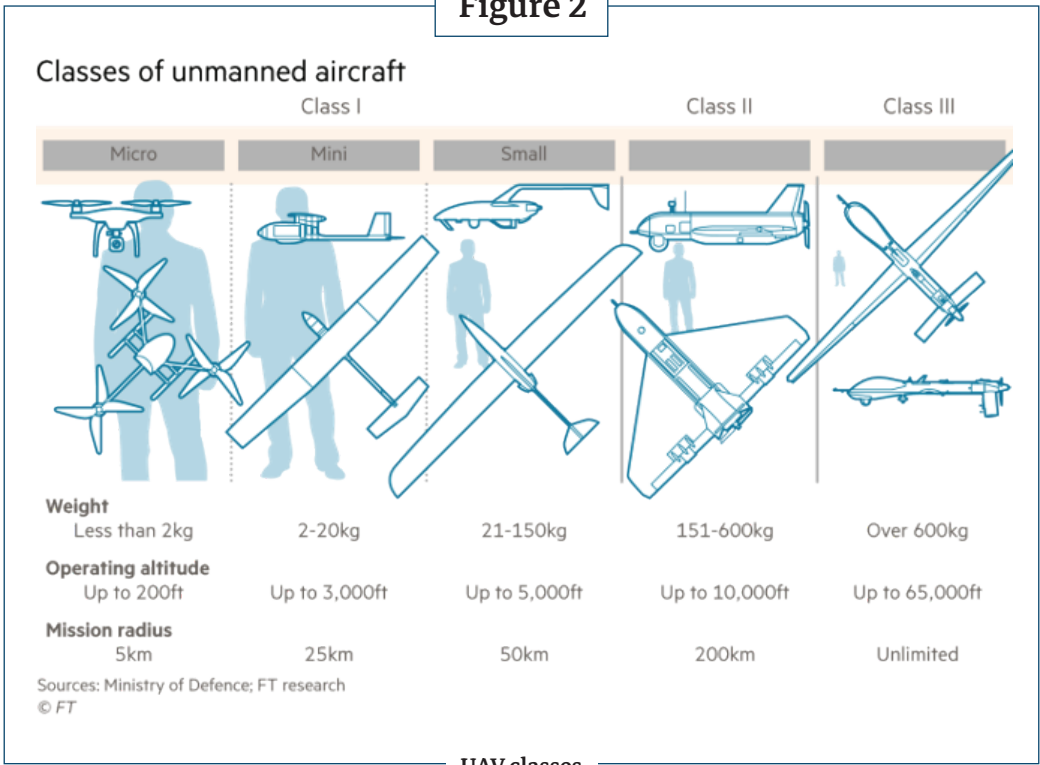 Figure 2
Classes of unmanned aircraft
Class I Class II Class III
Micro Mini Small
Weight
Less than 2kg 2-20kg 21-150kg 151-600kg Over 600kg
Operating altitude
Up to 200ft Up to 3,000ft Up to 5,000ft Up to 10,000ft Up to 65,000ft
Mission radius
5km 25km 50km 200km Unlimited
Sources: Ministry of Defence; FT research
© FT
UAV classes